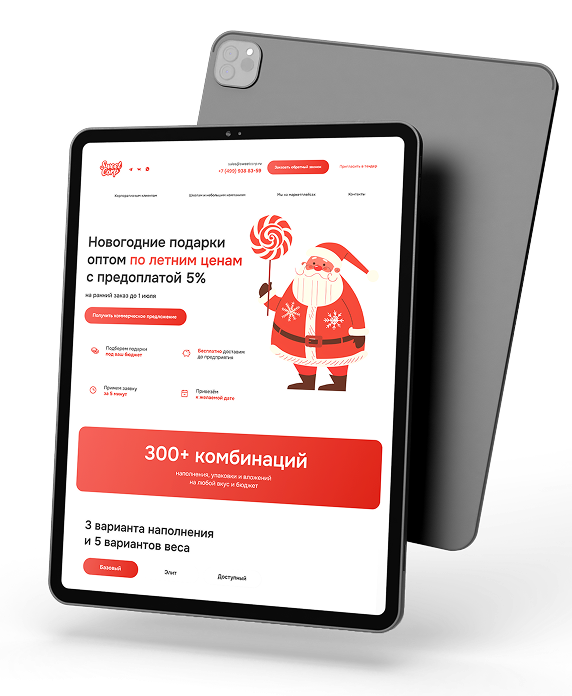 Sweet
Corp
sales@sweetcorp.ru
+7 (499) 938 63-59
Заказать обратный звонок
Пригласить в тендер
Корпоративным клиентам
Школам и небольшим компаниям
Мы на маркетплейсах
Контакты
Новогодние подарки
оптом по летним ценам
с предоплатой 5%
на ранний заказ до 1 июля
Получить коммерческое предложение
Подберем подарки
под ваш бюджет
Бесплатно доставим
до предприятия
Примем заявку
за 5 минут
Привезём
к желаемой дате
300+ комбинаций
наполнения, упаковки и вложений
на любой вкус и бюджет
3 варианта наполнения
и 5 вариантов веса
Базовый
Элит
Доступный